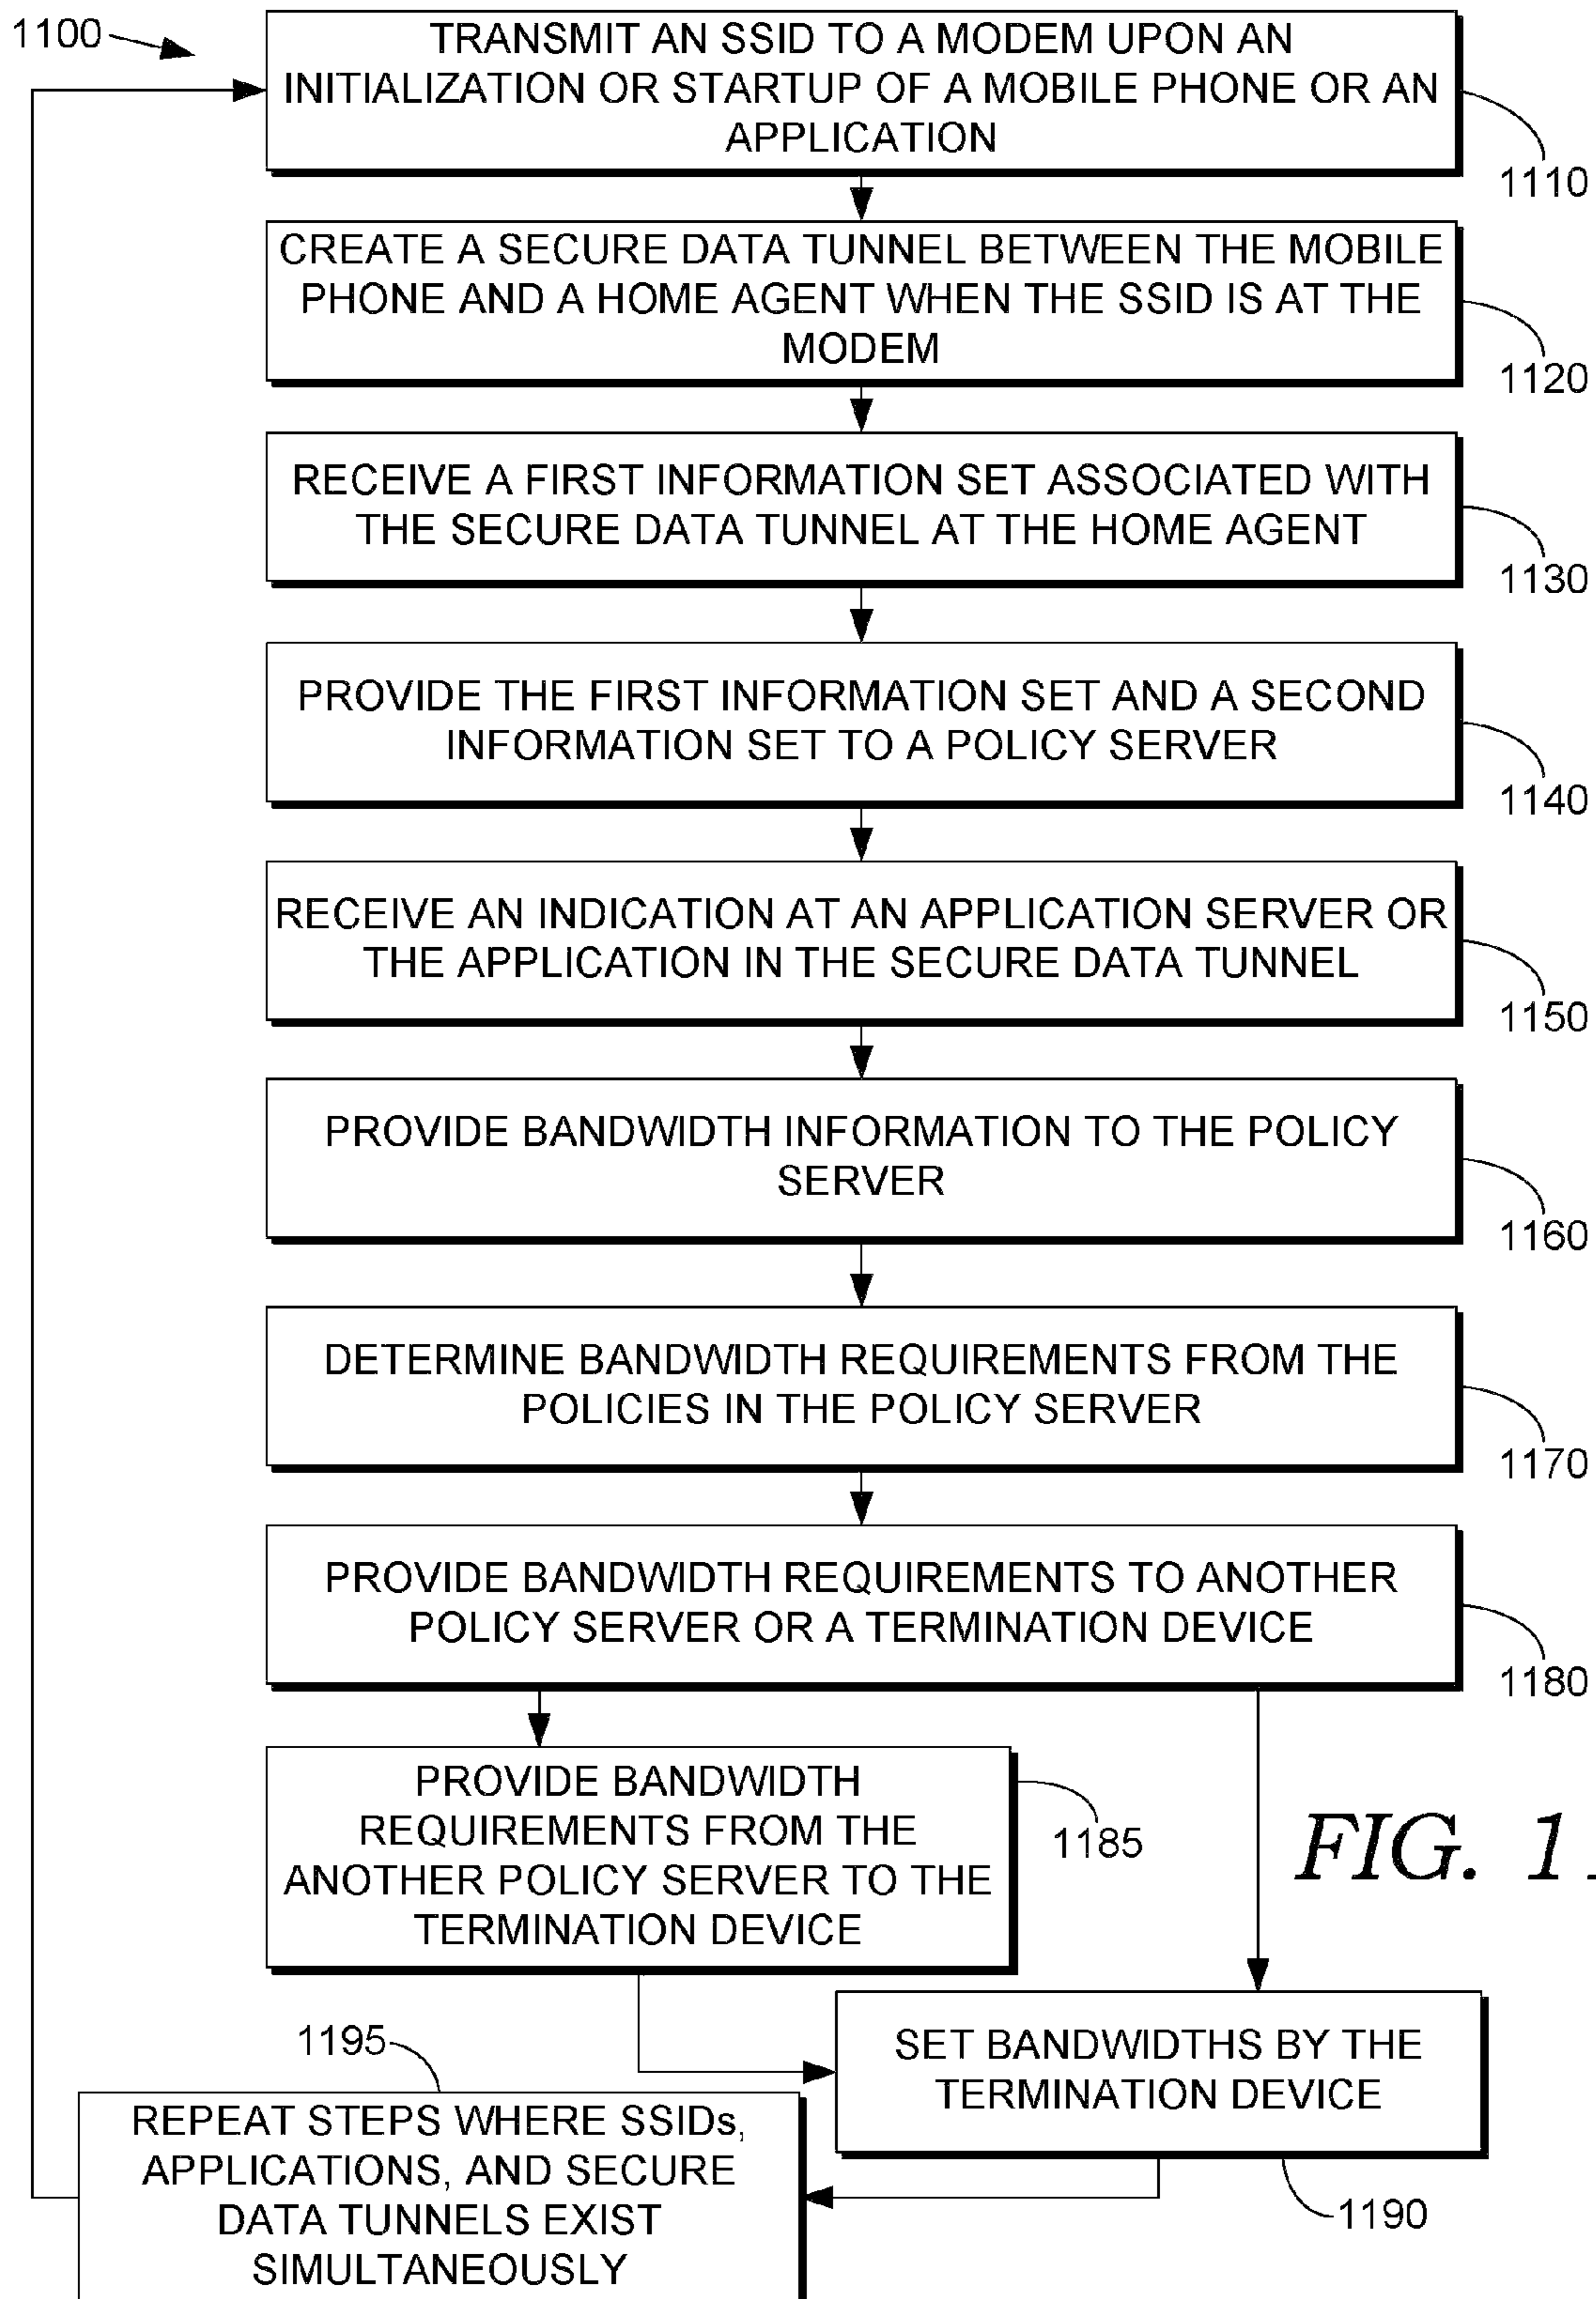 1100
TRANSMIT AN SSID TO A MODEM UPON AN
INITIALIZATION OR STARTUP OF A MOBILE PHONE OR AN
APPLICATION
1110
CREATE A SECURE DATA TUNNEL BETWEEN THE MOBILE
PHONE AND A HOME AGENT WHEN THE SSID IS AT THE
MODEM
1120
RECEIVE A FIRST INFORMATION SET ASSOCIATED WITH
THE SECURE DATA TUNNEL AT THE HOME AGENT
1130
PROVIDE THE FIRST INFORMATION SET AND A SECOND
INFORMATION SET TO A POLICY SERVER
1140
RECEIVE AN INDICATION AT AN APPLICATION SERVER OR
THE APPLICATION IN THE SECURE DATA TUNNEL
1150
PROVIDE BANDWIDTH INFORMATION TO THE POLICY
SERVER
1160
DETERMINE BANDWIDTH REQUIREMENTS FROM THE
POLICIES IN THE POLICY SERVER
1170
PROVIDE BANDWIDTH REQUIREMENTS TO ANOTHER
POLICY SERVER OR A TERMINATION DEVICE
1180
PROVIDE BANDWIDTH
REQUIREMENTS FROM THE
ANOTHER POLICY SERVER TO THE
TERMINATION DEVICE
1185
FIG. 11
SET BANDWIDTHS BY THE
TERMINATION DEVICE
1190
1195
REPEAT STEPS WHERE SSIDs,
APPLICATIONS, AND SECURE
DATA TUNNELS EXIST
SIMULTANEOUSLY